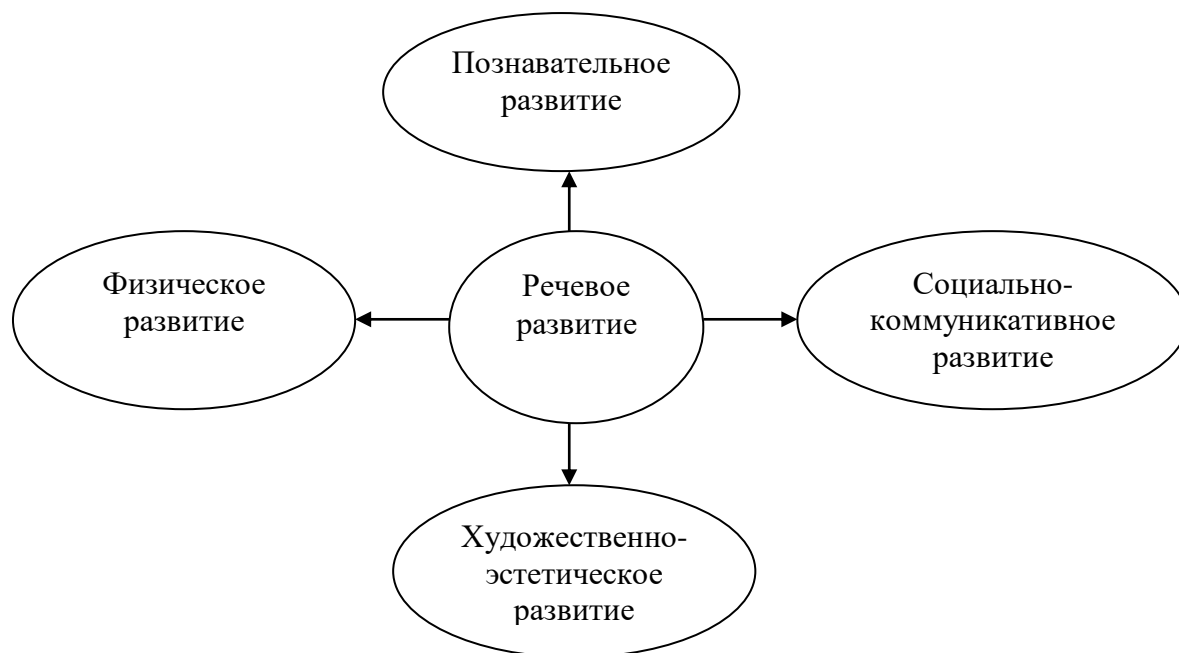 Познавательное
развитие
Физическое
развитие
Речевое
развитие
Социально-
коммуникативное
развитие
Художественно-
эстетическое
развитие